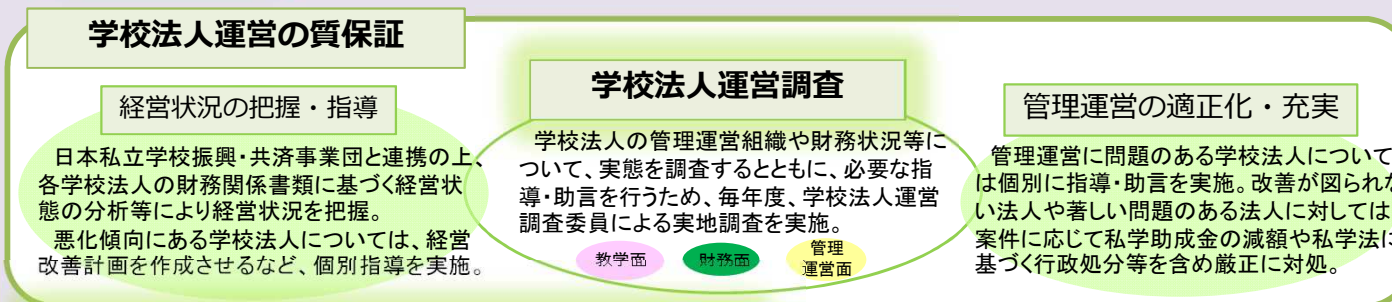 学校法人運営の質保証
経営状況の把握・指導
日本私立学校振興・共済事業団と連携の上、
各学校法人の財務関係書類に基づく経営状
態の分析等により経営状況を把握。
悪化傾向にある学校法人については、経営
改善計画を作成させるなど、個別指導を実施。
学校法人運営調査
学校法人の管理運営組織や財務状況等に
ついて、実態を調査するとともに、必要な指
導・助言を行うため、毎年度、学校法人運営
調査委員による実地調査を実施。
教学面
財務面
管理
運営面
管理運営の適正化・充実
管理運営に問題のある学校法人について
は個別に指導・助言を実施。改善が図られな
い法人や著しい問題のある法人に対しては
案件に応じて私学助成金の減額や私学法に
基づく行政処分等を含め厳正に対処。